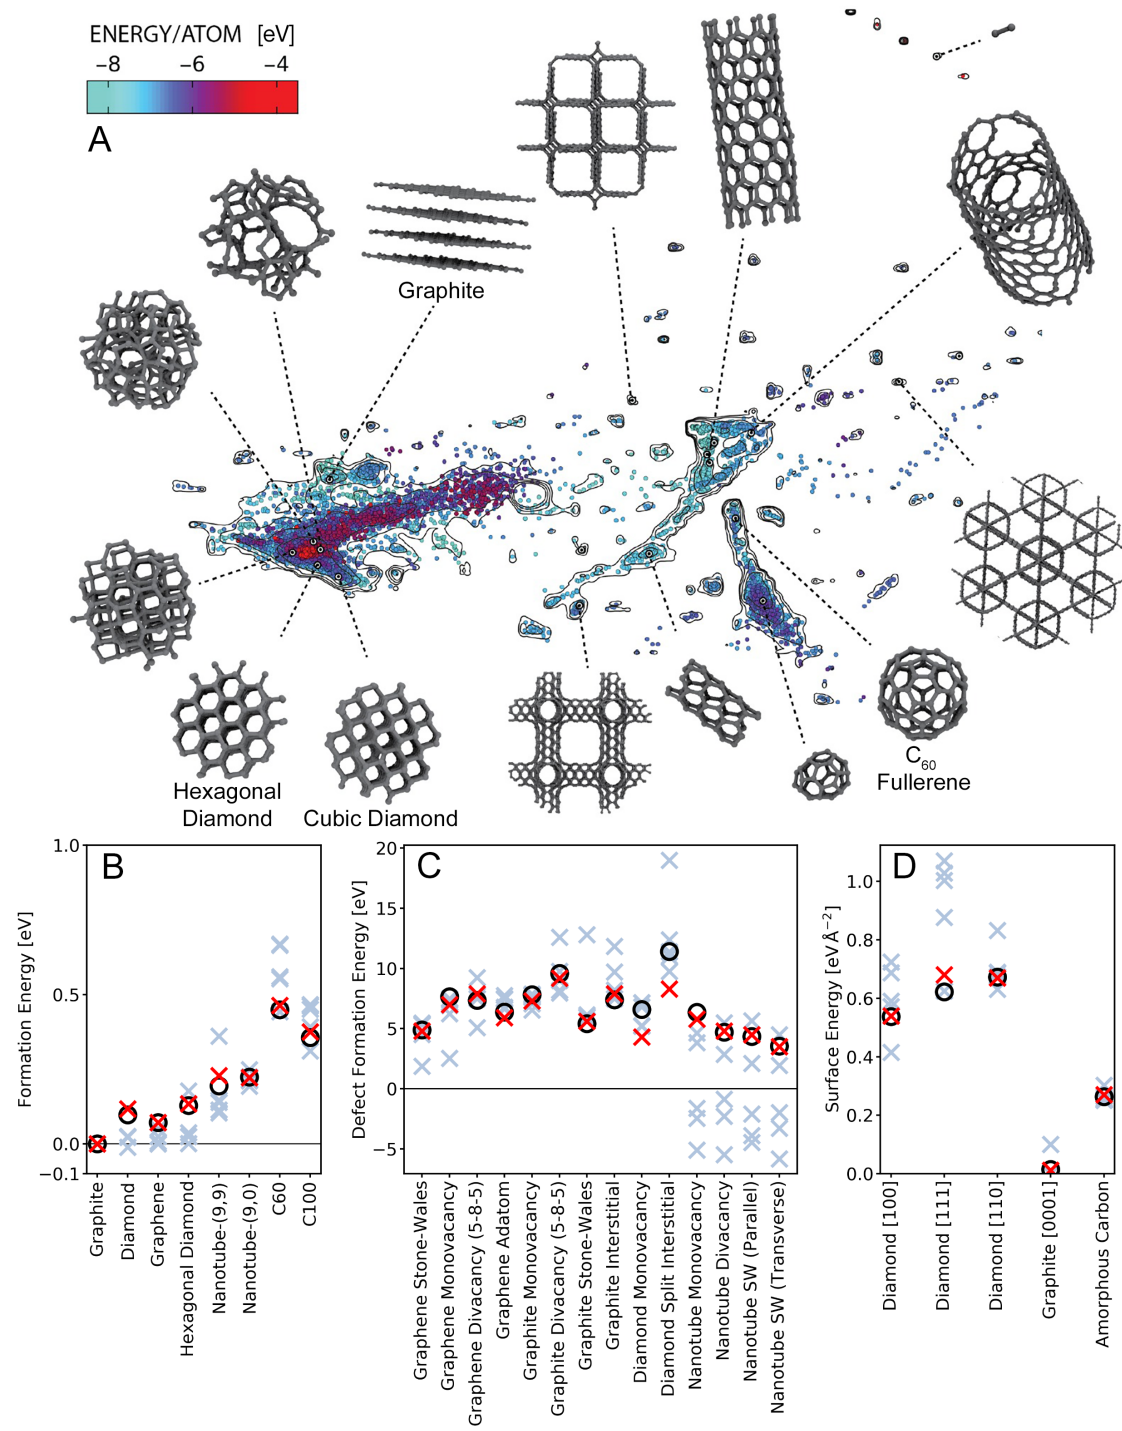 ENERGY/ATOM [eV]
−8 −6 −4
A
Graphite
Hexagonal
Diamond
Cubic Diamond
C60
Fullerene
B
Formation Energy [eV]
1.0
0.5
0.0
−0.1
Graphite
Diamond
Graphene
Hexagonal Diamond
Nanotube-(9,9)
Nanotube-(9,0)
C60
C100
C
Defect Formation Energy [eV]
20
15
10
5
0
−5
Graphene Stone-Wales
Graphene Monovacancy
Graphene Divacancy (5-8-5)
Graphene Adatom
Graphite Monovacancy
Graphite Divacancy (5-8-5)
Graphite Stone-Wales
Graphite Interstitial
Diamond Monovacancy
Diamond Split Interstitial
Nanotube Monovacancy
Nanotube Divacancy
Nanotube SW (Parallel)
Nanotube SW (Transverse)
D
Surface Energy [eV Å⁻²]
1.0
0.8
0.6
0.4
0.2
0.0
Diamond [100]
Diamond [111]
Diamond [110]
Graphite [0001]
Amorphous Carbon